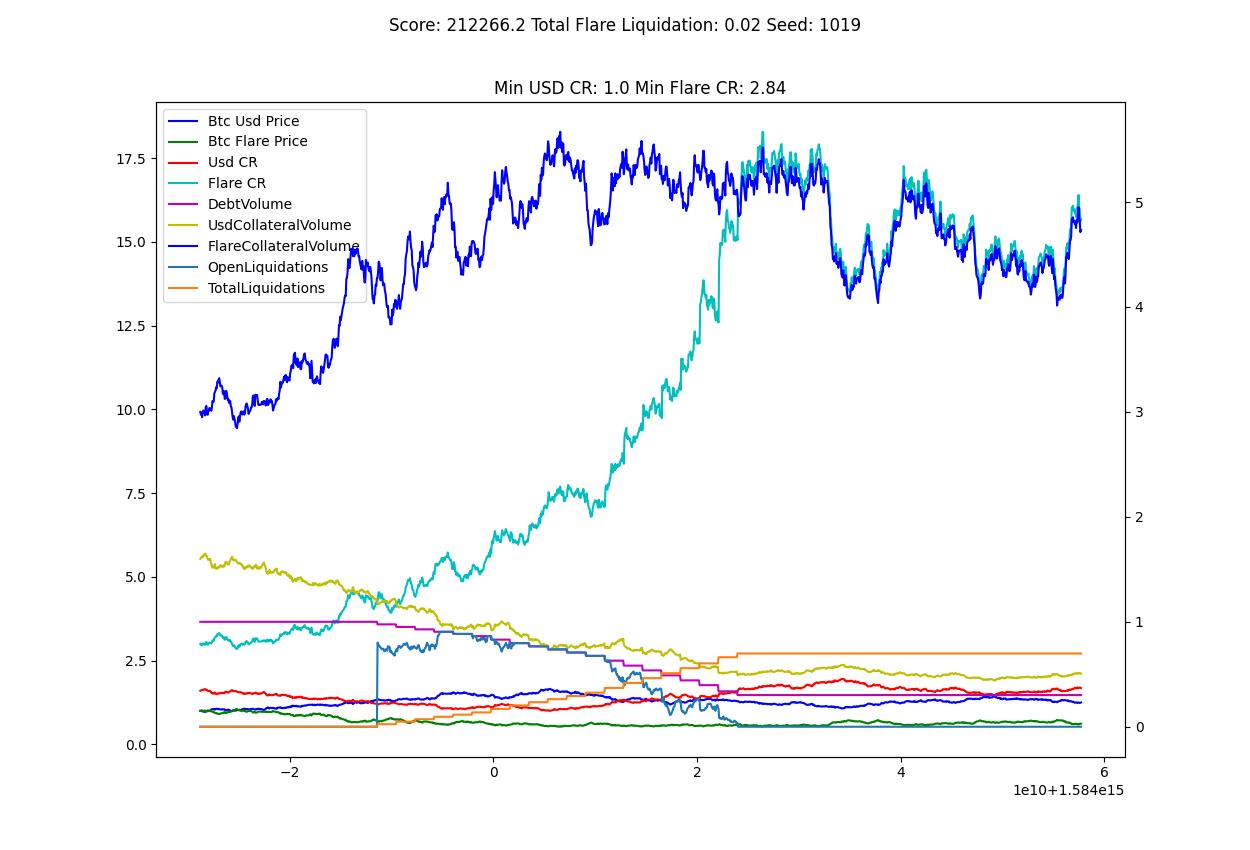 Score: 212266.2 Total Flare Liquidation: 0.02 Seed: 1019
Min USD CR: 1.0 Min Flare CR: 2.84
Btc Usd Price
Btc Flare Price
Usd CR
Flare CR
DebtVolume
UsdCollateralVolume
FlareCollateralVolume
OpenLiquidations
TotalLiquidations
17.5
15.0
12.5
10.0
7.5
5.0
2.5
0.0
5
4
3
2
1
0
−2
0
2
4
6
1e10+1.584e15